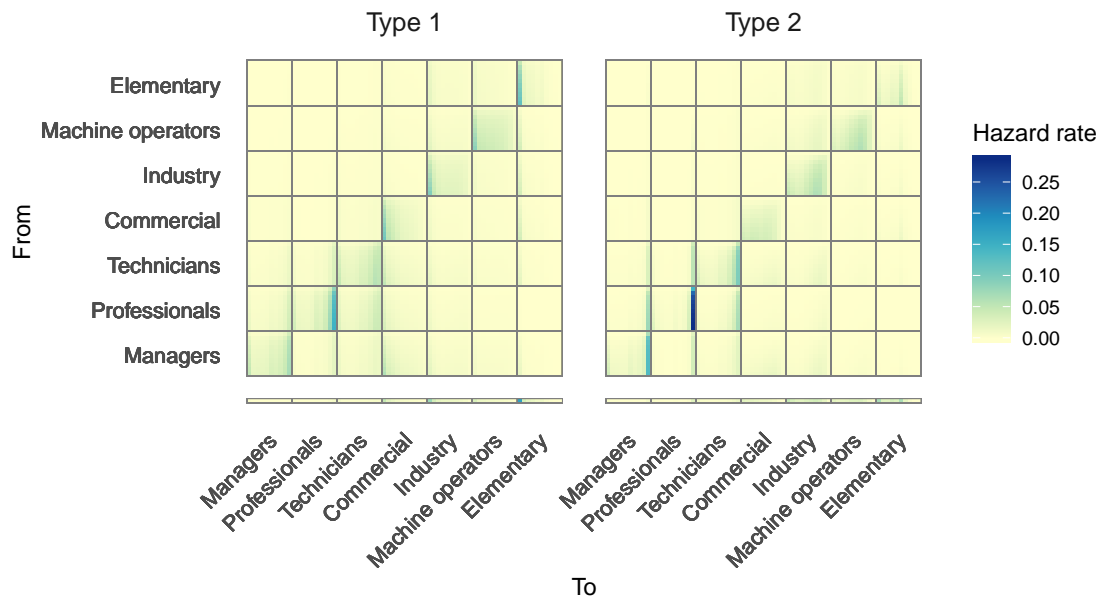 Type 1
Type 2
From
Elementary
Machine operators
Industry
Commercial
Technicians
Professionals
Managers
Hazard rate
0.25
0.20
0.15
0.10
0.05
0.00
Managers
Professionals
Technicians
Commercial
Industry
Machine operators
Elementary
Managers
Professionals
Technicians
Commercial
Industry
Machine operators
Elementary
To